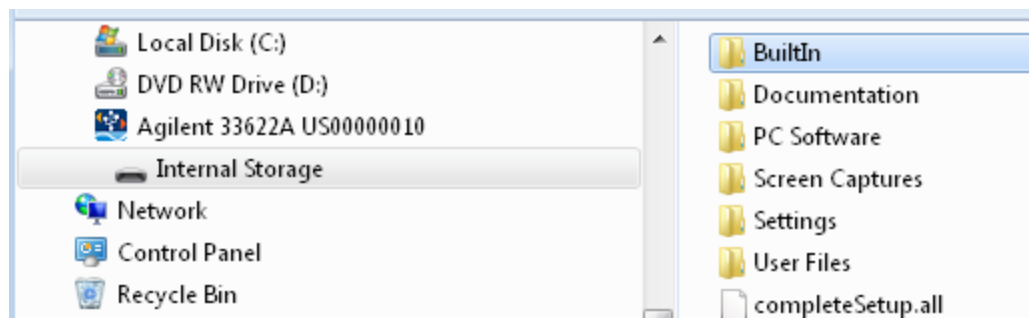 Local Disk (C:)
DVD RW Drive (D:)
Agilent 33622A US00000010
Internal Storage
Network
Control Panel
Recycle Bin
BuiltIn
Documentation
PC Software
Screen Captures
Settings
User Files
completeSetup.all